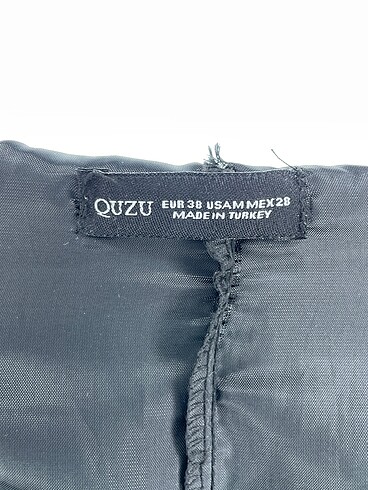 QUZU EUR 38 USA M MEX 28
MADE IN TURKEY